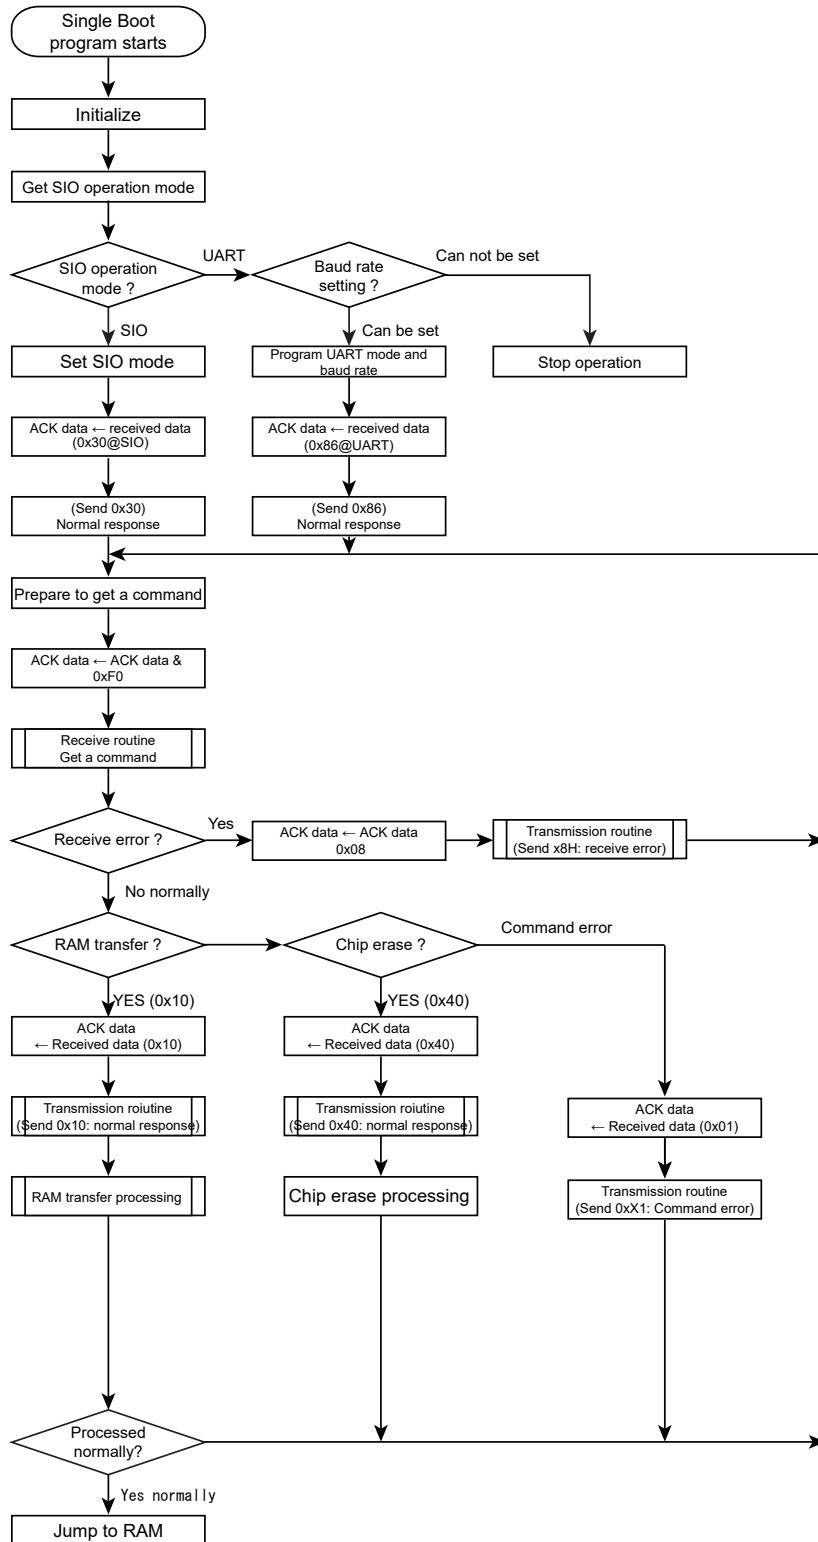 Single Boot
program starts
Initialize
Get SIO operation mode
SIO operation
mode ?
UART
Baud rate
setting ?
Can not be set
SIO
Can be set
Set SIO mode
Program UART mode and
baud rate
Stop operation
ACK data ← received data
(0x30@SIO)
ACK data ← received data
(0x86@UART)
(Send 0x30)
Normal response
(Send 0x86)
Normal response
Prepare to get a command
ACK data ← ACK data &
0xF0
Receive routine
Get a command
Receive error ?
Yes
ACK data ← ACK data
0x08
Transmission routine
(Send x8H: receive error)
No normally
RAM transfer ?
Chip erase ?
Command error
YES (0x10)
YES (0x40)
ACK data
← Received data (0x10)
ACK data
← Received data (0x40)
Transmission roiutine
(Send 0x10: normal response)
Transmission roiutine
(Send 0x40: normal response)
ACK data
← Received data (0x01)
RAM transfer processing
Chip erase processing
Transmission routine
(Send 0xX1: Command error)
Processed
normally?
Yes normally
Jump to RAM